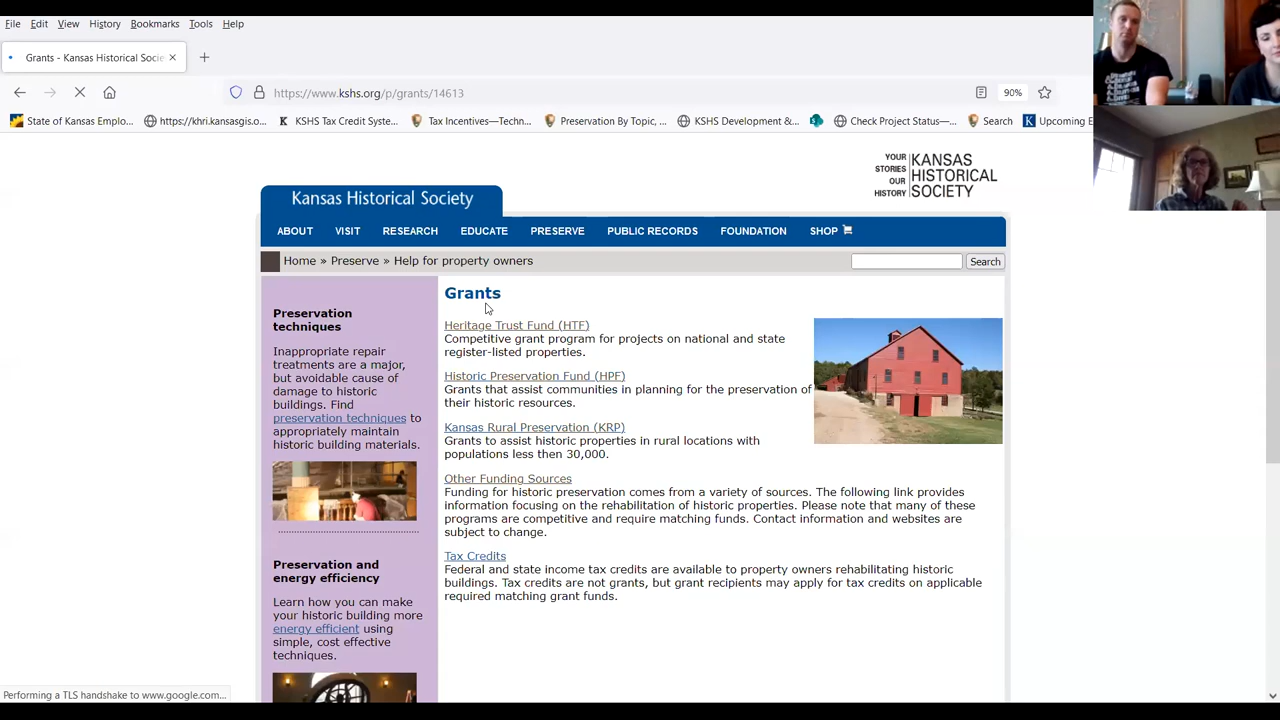 File Edit View History Bookmarks Tools Help
Grants - Kansas Historical Socie
https://www.kshs.org/p/grants/14613
90%
State of Kansas Emplo...
https://khri.kansasgis.o...
KSHS Tax Credit Syste...
Tax Incentives—Techn...
Preservation By Topic, ...
KSHS Development &...
Check Project Status—...
Search
Upcoming E
YOUR
STORIES
OUR
HISTORY
KANSAS
HISTORICAL
SOCIETY
Kansas Historical Society
ABOUT VISIT RESEARCH EDUCATE PRESERVE PUBLIC RECORDS FOUNDATION SHOP
Home » Preserve » Help for property owners
Search
Preservation
techniques
Inappropriate repair
treatments are a major,
but avoidable cause of
damage to historic
buildings. Find
preservation techniques to
appropriately maintain
historic building materials.
Preservation and
energy efficiency
Learn how you can make
your historic building more
energy efficient using
simple, cost effective
techniques.
Grants
Heritage Trust Fund (HTF)
Competitive grant program for projects on national and state
register-listed properties.
Historic Preservation Fund (HPF)
Grants that assist communities in planning for the preservation of
their historic resources.
Kansas Rural Preservation (KRP)
Grants to assist historic properties in rural locations with
populations less then 30,000.
Other Funding Sources
Funding for historic preservation comes from a variety of sources. The following link provides
information focusing on the rehabilitation of historic properties. Please note that many of these
programs are competitive and require matching funds. Contact information and websites are
subject to change.
Tax Credits
Federal and state income tax credits are available to property owners rehabilitating historic
buildings. Tax credits are not grants, but grant recipients may apply for tax credits on applicable
required matching grant funds.
Performing a TLS handshake to www.google.com...